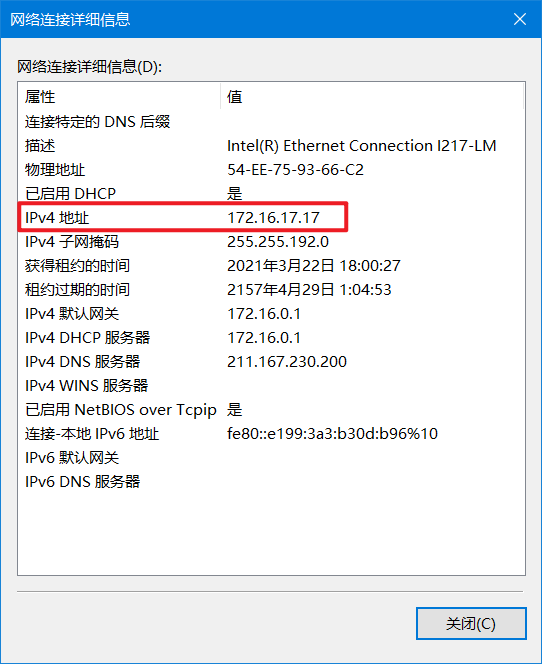 网络连接详细信息
网络连接详细信息(D):
属性 值
连接特定的 DNS 后缀
描述 Intel(R) Ethernet Connection I217-LM
物理地址 54-EE-75-93-66-C2
已启用 DHCP 是
IPv4 地址 172.16.17.17
IPv4 子网掩码 255.255.192.0
获得租约的时间 2021年3月22日 18:00:27
租约过期的时间 2157年4月29日 1:04:53
IPv4 默认网关 172.16.0.1
IPv4 DHCP 服务器 172.16.0.1
IPv4 DNS 服务器 211.167.230.200
IPv4 WINS 服务器
已启用 NetBIOS over Tcpip 是
连接-本地 IPv6 地址 fe80::e199:3a3:b30d:b96%10
IPv6 默认网关
IPv6 DNS 服务器
关闭(C)